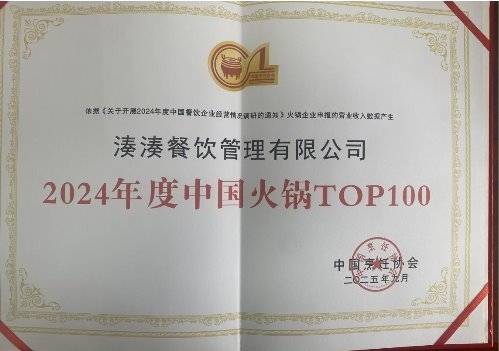 依据《关于开展2024年度中国餐饮企业经营情况调研的通知》火锅企业申报的营业收入数据产生
湊湊餐饮管理有限公司
2024年度中国火锅TOP100
中国烹饪协会
二〇二五年九月